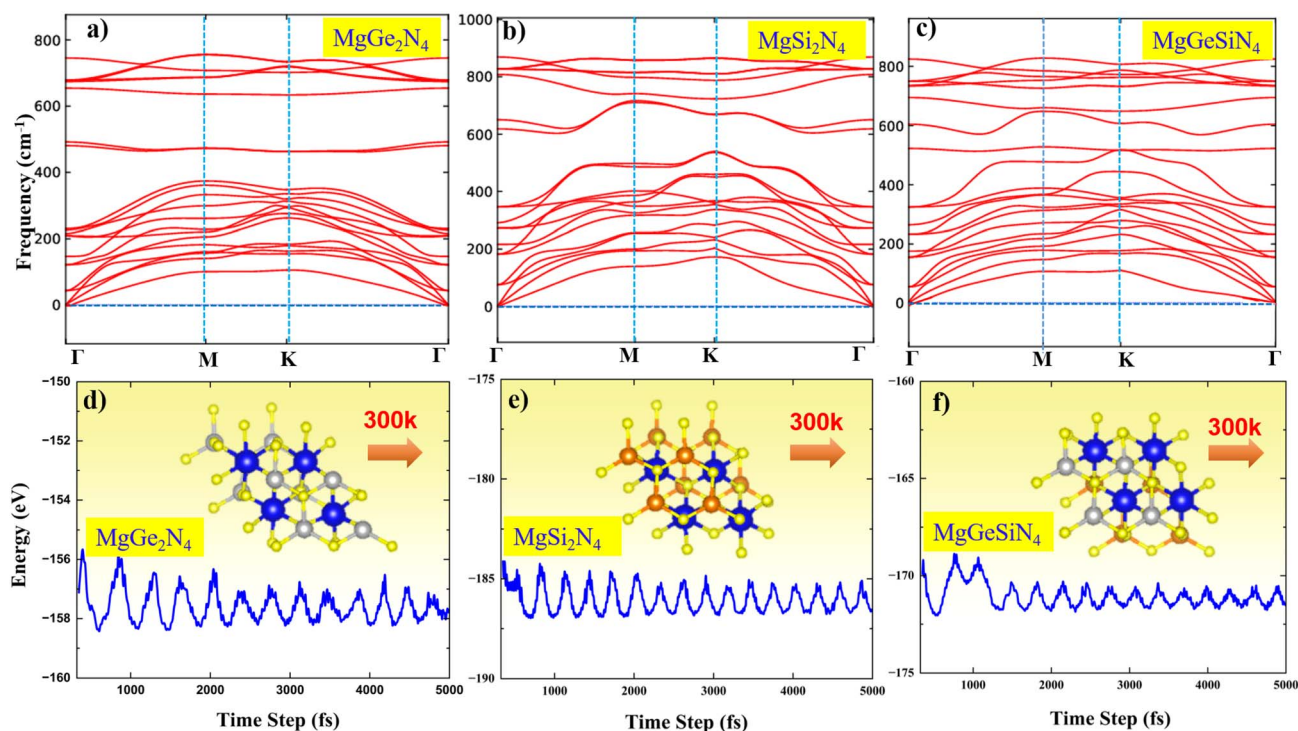 a)
MgGe₂N₄
b)
MgSi₂N₄
c)
MgGeSiN₄
Frequency (cm⁻¹)
800
600
400
200
0
1000
800
600
400
200
0
800
600
400
200
0
Γ M K Γ
Γ M K Γ
Γ M K Γ
d)
300k
MgGe₂N₄
e)
300k
MgSi₂N₄
f)
300k
MgGeSiN₄
Energy (eV)
−150
−152
−154
−156
−158
−160
−175
−180
−185
−190
−160
−165
−170
−175
1000 2000 3000 4000 5000
1000 2000 3000 4000 5000
1000 2000 3000 4000 5000
Time Step (fs)
Time Step (fs)
Time Step (fs)